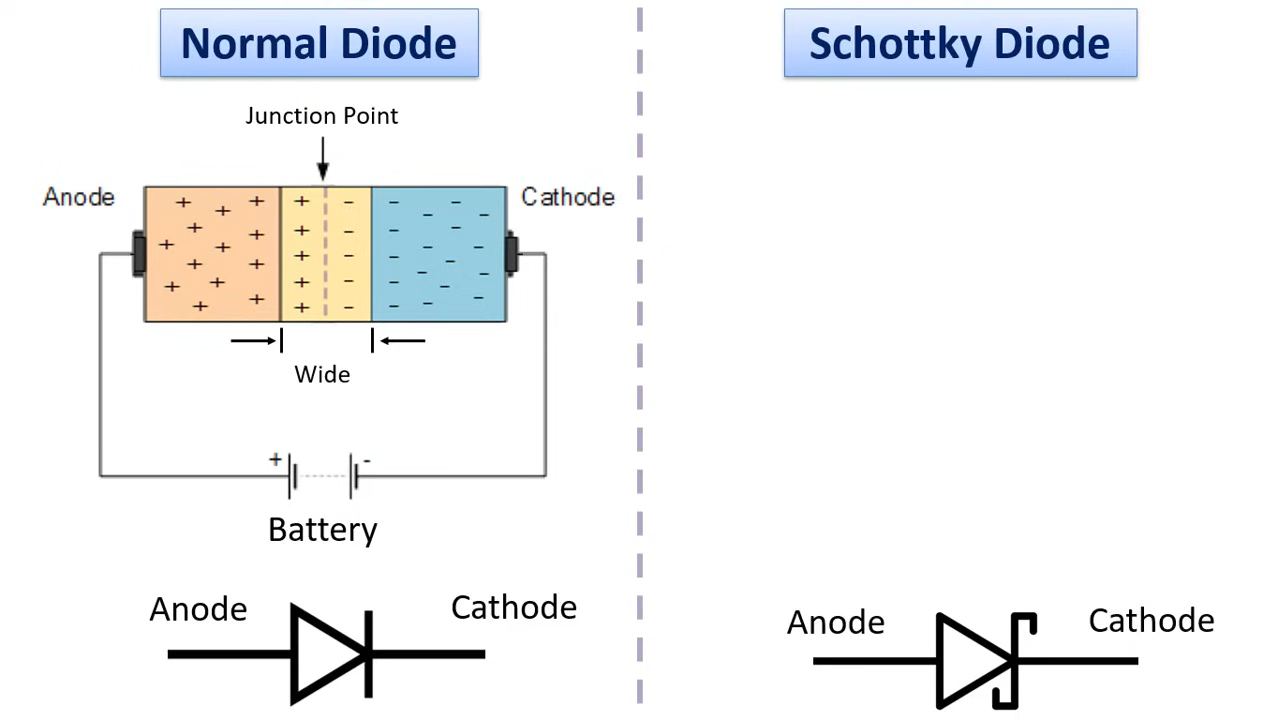 Normal Diode
Junction Point
Anode
Cathode
Wide
+ -
Battery
Anode
Cathode
Schottky Diode
Anode
Cathode